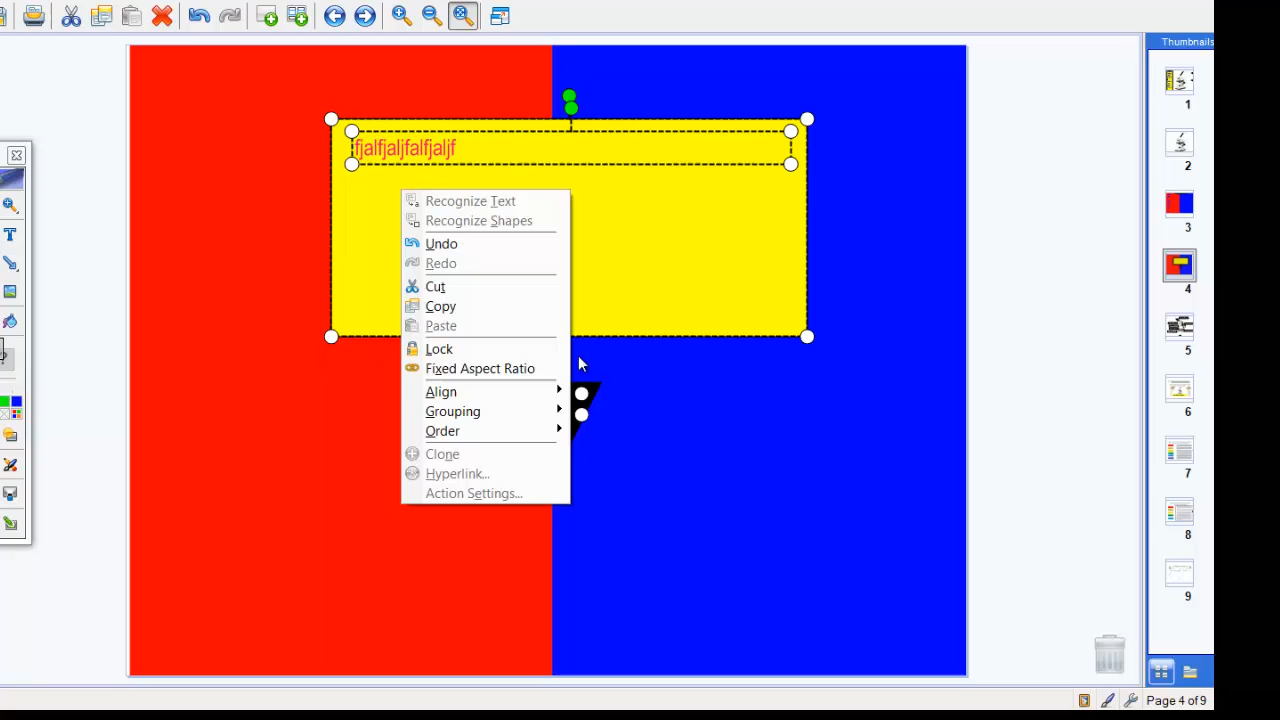 Thumbnails
1
2
3
4
5
6
7
8
9
fjalfjaljfalfjaljf
Recognize Text
Recognize Shapes
Undo
Redo
Cut
Copy
Paste
Lock
Fixed Aspect Ratio
Align
Grouping
Order
Clone
Hyperlink...
Action Settings...
Page 4 of 9